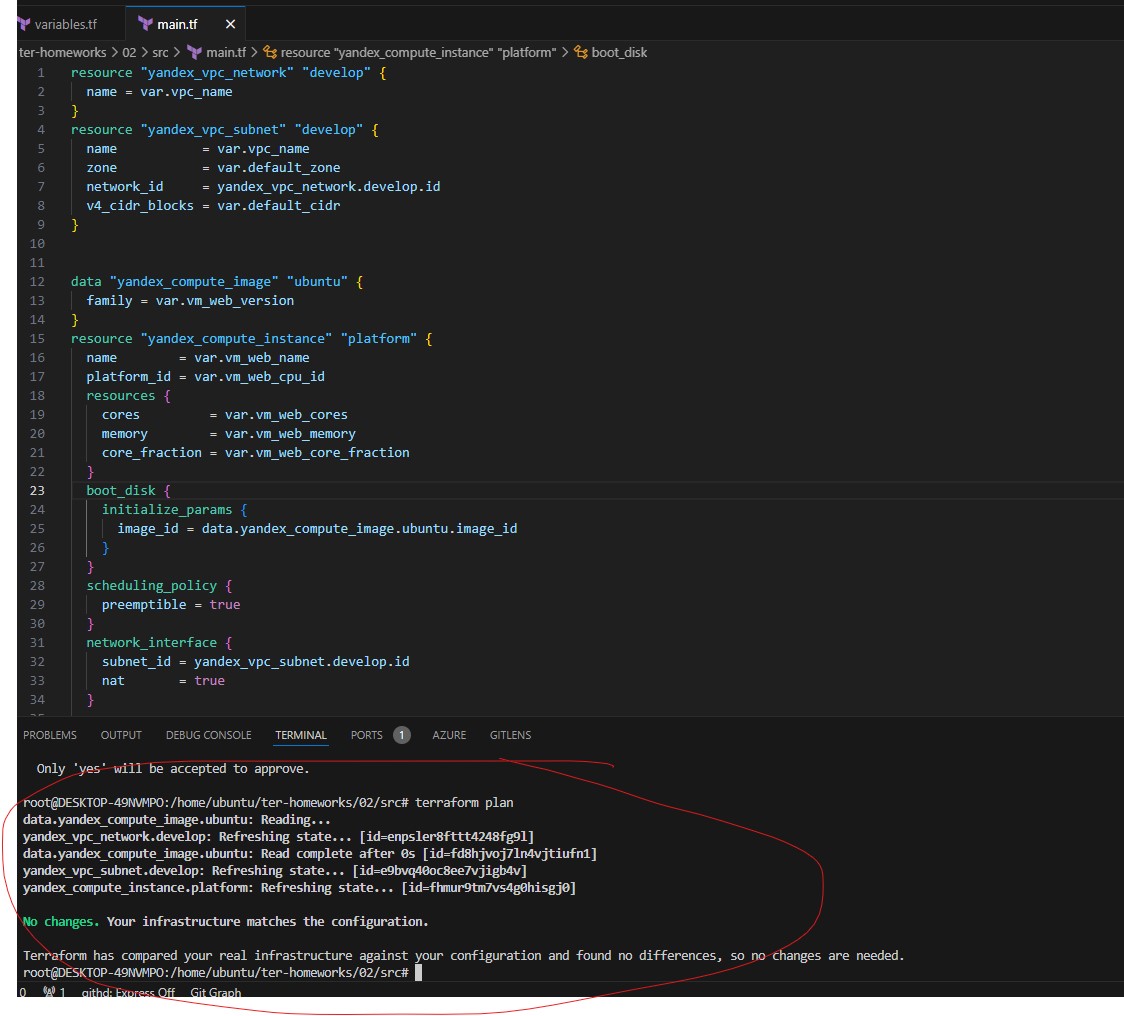 variables.tf main.tf
ter-homeworks > 02 > src > main.tf > resource "yandex_compute_instance" "platform" > boot_disk
1 resource "yandex_vpc_network" "develop" {
2 name = var.vpc_name
3 }
4 resource "yandex_vpc_subnet" "develop" {
5 name = var.vpc_name
6 zone = var.default_zone
7 network_id = yandex_vpc_network.develop.id
8 v4_cidr_blocks = var.default_cidr
9 }
10
11
12 data "yandex_compute_image" "ubuntu" {
13 family = var.vm_web_version
14 }
15 resource "yandex_compute_instance" "platform" {
16 name = var.vm_web_name
17 platform_id = var.vm_web_cpu_id
18 resources {
19 cores = var.vm_web_cores
20 memory = var.vm_web_memory
21 core_fraction = var.vm_web_core_fraction
22 }
23 boot_disk {
24 initialize_params {
25 image_id = data.yandex_compute_image.ubuntu.image_id
26 }
27 }
28 scheduling_policy {
29 preemptible = true
30 }
31 network_interface {
32 subnet_id = yandex_vpc_subnet.develop.id
33 nat = true
34 }
PROBLEMS OUTPUT DEBUG CONSOLE TERMINAL PORTS 1 AZURE GITLENS
Only 'yes' will be accepted to approve.
root@DESKTOP-49NVMPO:/home/ubuntu/ter-homeworks/02/src# terraform plan
data.yandex_compute_image.ubuntu: Reading...
yandex_vpc_network.develop: Refreshing state... [id=enpsler8fttt4248fg9l]
data.yandex_compute_image.ubuntu: Read complete after 0s [id=fd8hjvoj7ln4vjtiufn1]
yandex_vpc_subnet.develop: Refreshing state... [id=e9bvq40oc8ee7vjigb4v]
yandex_compute_instance.platform: Refreshing state... [id=fhmur9tm7vs4g0hisgj0]
No changes. Your infrastructure matches the configuration.
Terraform has compared your real infrastructure against your configuration and found no differences, so no changes are needed.
root@DESKTOP-49NVMPO:/home/ubuntu/ter-homeworks/02/src#
0 1 githd: Express Off Git Graph